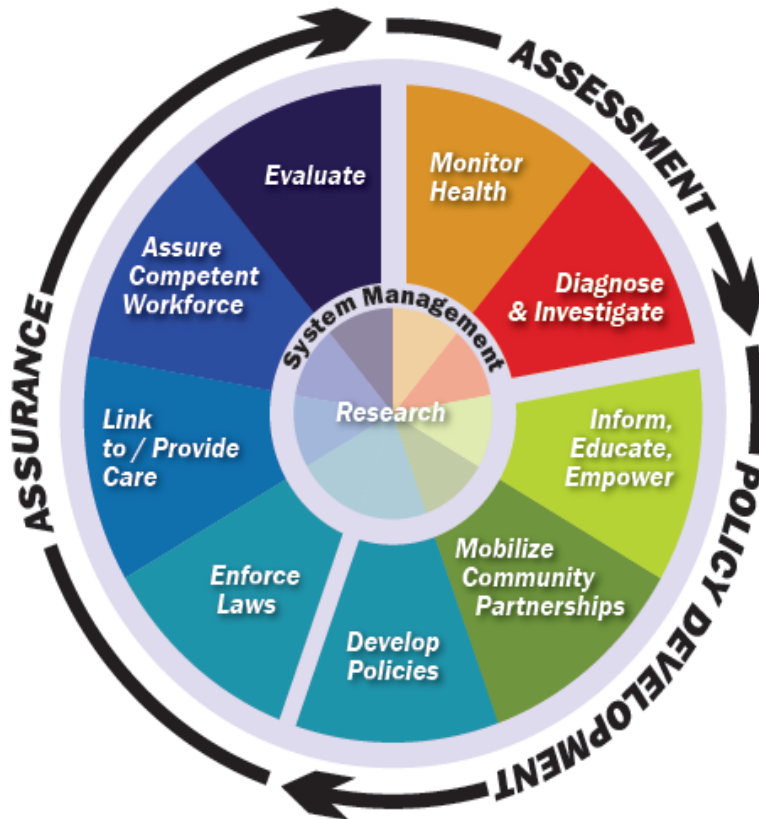 ASSESSMENT
Monitor
Health
Diagnose
& Investigate
POLICY DEVELOPMENT
Inform,
Educate,
Empower
Mobilize
Community
Partnerships
Develop
Policies
ASSURANCE
Enforce
Laws
Link
to / Provide
Care
Assure
Competent
Workforce
Evaluate
System Management
Research